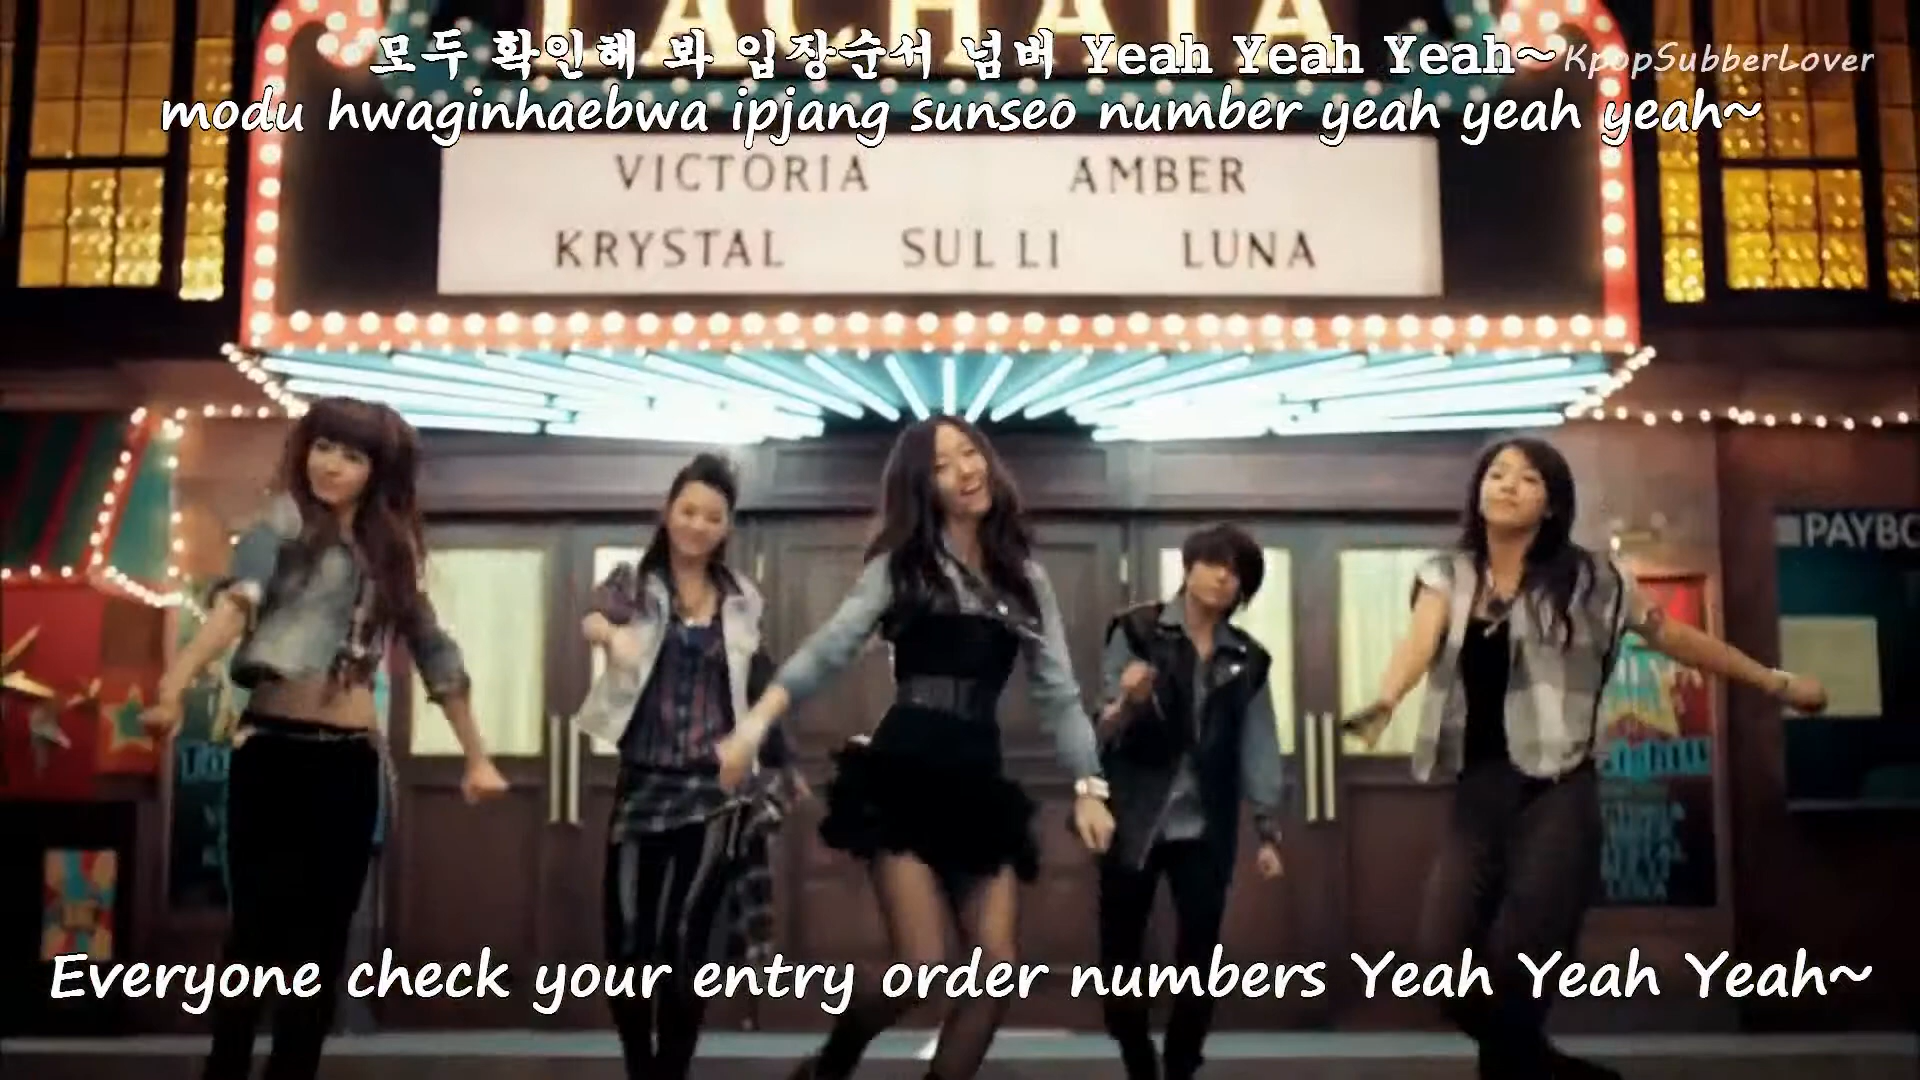 LACHATA
모두 확인해 봐 입장순서 넘버 Yeah Yeah Yeah~
KpopSubberLover
modu hwaginhaebwa ipjang sunseo number yeah yeah yeah~
VICTORIA AMBER
KRYSTAL SUL LI LUNA
PAYBO
LUNA
Everyone check your entry order numbers Yeah Yeah Yeah~